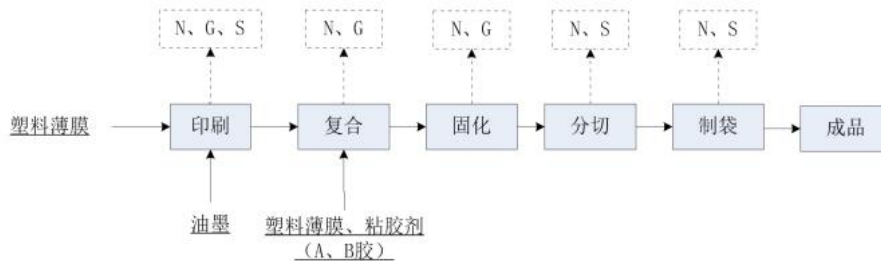 N、G、S
N、G
N、G
N、S
N、S
塑料薄膜
印刷
复合
固化
分切
制袋
成品
油墨
塑料薄膜、粘胶剂
（A、B胶）